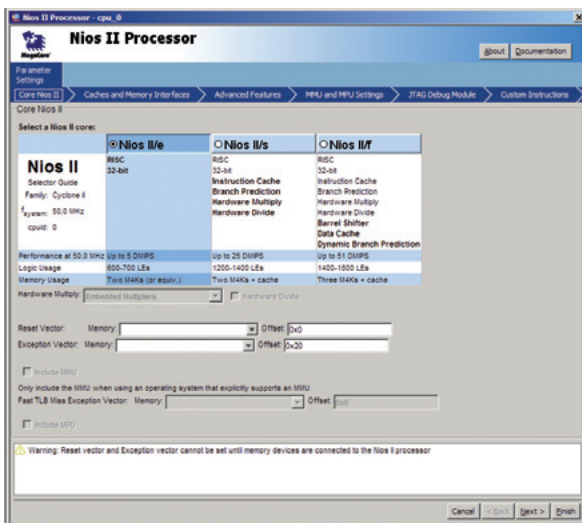 Nios II Processor - cpu_0
MegaCore
Nios II Processor
About Documentation
Parameter Settings
Core Nios II Caches and Memory Interfaces Advanced Features MMU and MPU Settings JTAG Debug Module Custom Instructions
Core Nios II
Select a Nios II core:
Nios II/e Nios II/s Nios II/f
Nios II
Selector Guide
Family: Cyclone II
fsystem: 50,0 MHz
cpuid: 0
RISC
32-bit
RISC
32-bit
Instruction Cache
Branch Prediction
Hardware Multiply
Hardware Divide
RISC
32-bit
Instruction Cache
Branch Prediction
Hardware Multiply
Hardware Divide
Barrel Shifter
Data Cache
Dynamic Branch Prediction
Performance at 50,0 MHz Up to 5 DMIPS Up to 25 DMIPS Up to 51 DMIPS
Logic Usage 600-700 LEs 1200-1400 LEs 1400-1800 LEs
Memory Usage Two M4Ks (or equiv.) Two M4Ks + cache Three M4Ks + cache
Hardware Multiply: Embedded Multipliers Hardware Divide
Reset Vector: Memory: Offset: 0x0
Exception Vector: Memory: Offset: 0x20
Include MMU
Only include the MMU when using an operating system that explicitly supports an MMU
Fast TLB Miss Exception Vector: Memory: Offset: 0x0
Include MPU
Warning: Reset vector and Exception vector cannot be set until memory devices are connected to the Nios II processor
Cancel < Back Next > Finish